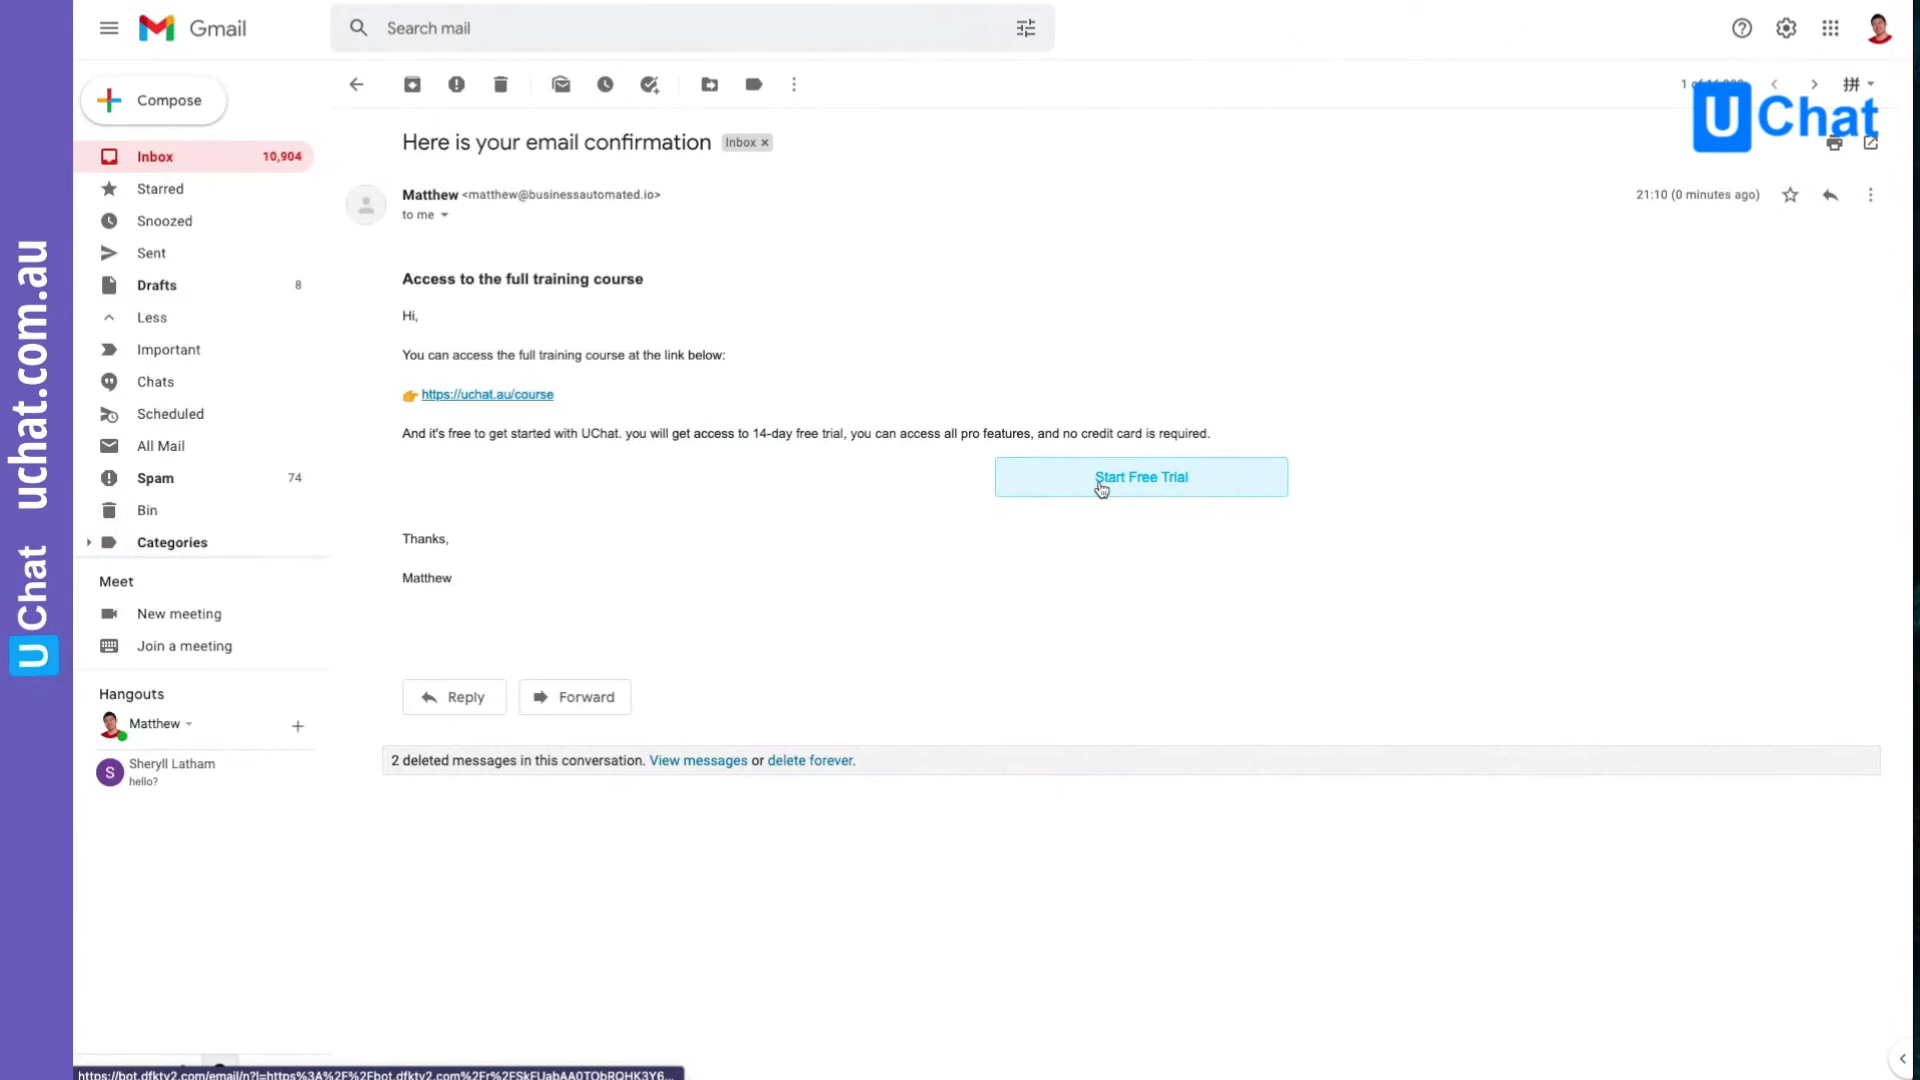 Gmail
Search mail
Compose
Inbox 10,904
Starred
Snoozed
Sent
Drafts 8
Less
Important
Chats
Scheduled
All Mail
Spam 74
Bin
Categories
Meet
New meeting
Join a meeting
Hangouts
Matthew
S
Sheryll Latham
hello?
UChat
Here is your email confirmation Inbox ×
Matthew <matthew@businessautomated.io>
21:10 (0 minutes ago)
to me
Access to the full training course
Hi,
You can access the full training course at the link below:
https://uchat.au/course
And it's free to get started with UChat. you will get access to 14-day free trial, you can access all pro features, and no credit card is required.
Start Free Trial
Thanks,
Matthew
Reply
Forward
2 deleted messages in this conversation. View messages or delete forever.
UChat uchat.com.au